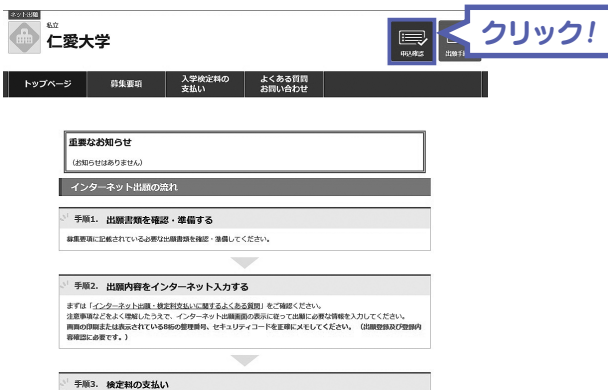 ネット出願
私立
仁愛大学
申込確認
クリック!
トップページ
募集要項
入学検定料の
支払い
よくある質問
お問い合わせ
重要なお知らせ
（お知らせはありません）
インターネット出願の流れ
手順1. 出願書類を確認・準備する
募集要項に記載されている必要な出願書類を確認・準備してください。
手順2. 出願内容をインターネット入力する
まずは「インターネット出願・検定料支払いに関するよくある質問」をご確認ください。
注意事項などをよく理解したうえで、インターネット出願画面の表示に従って出願に必要な情報を入力してください。
画面の印刷または表示されている8桁の整理番号、セキュリティコードを正確にメモしてください。（出願登録及び登録内
容確認に必要です。）
手順3. 検定料の支払い